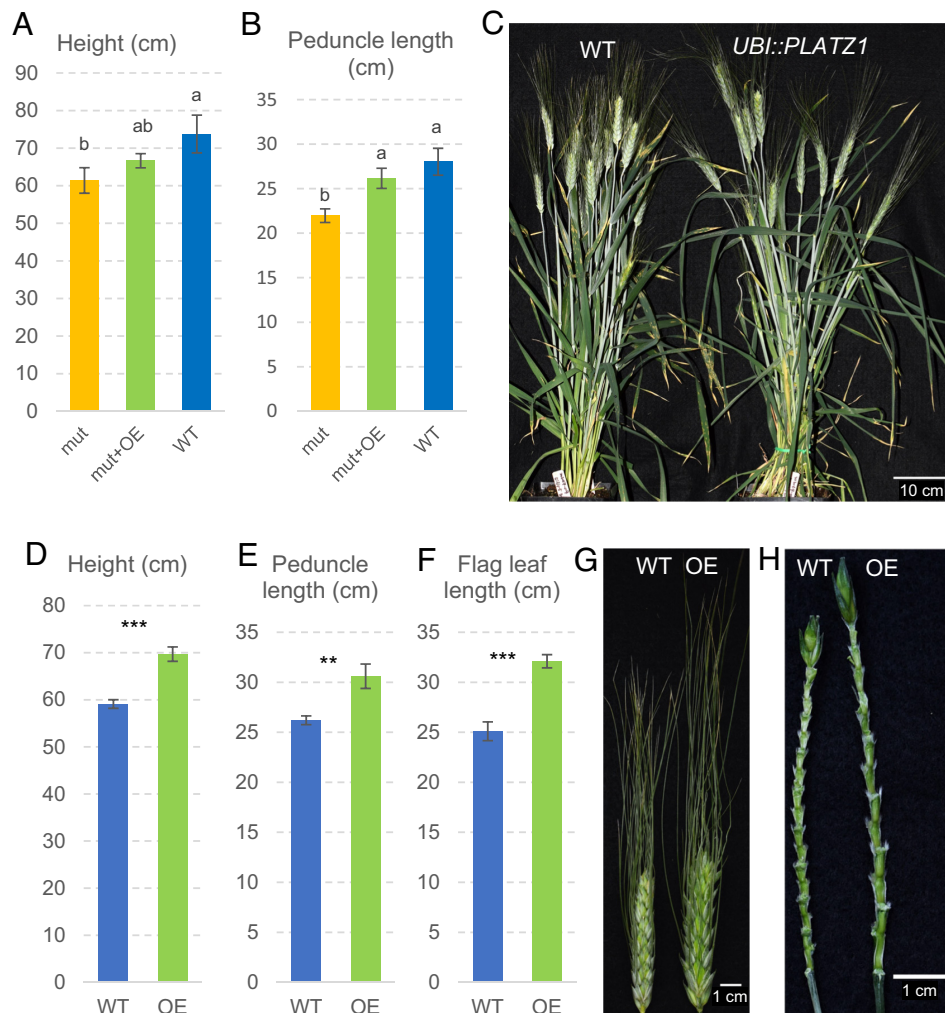 A
Height (cm)
90
80
70
60
50
40
30
20
10
0
b
ab
a
mut
mut+OE
WT
B
Peduncle length
(cm)
35
30
25
20
15
10
5
0
b
a
a
mut
mut+OE
WT
C
WT
UBI::PLATZ1
10 cm
D
Height (cm)
80
70
60
50
40
30
20
10
0
***
WT
OE
E
Peduncle
length (cm)
35
30
25
20
15
10
5
0
**
WT
OE
F
Flag leaf
length (cm)
35
30
25
20
15
10
5
0
***
WT
OE
G
WT OE
1 cm
H
WT OE
1 cm